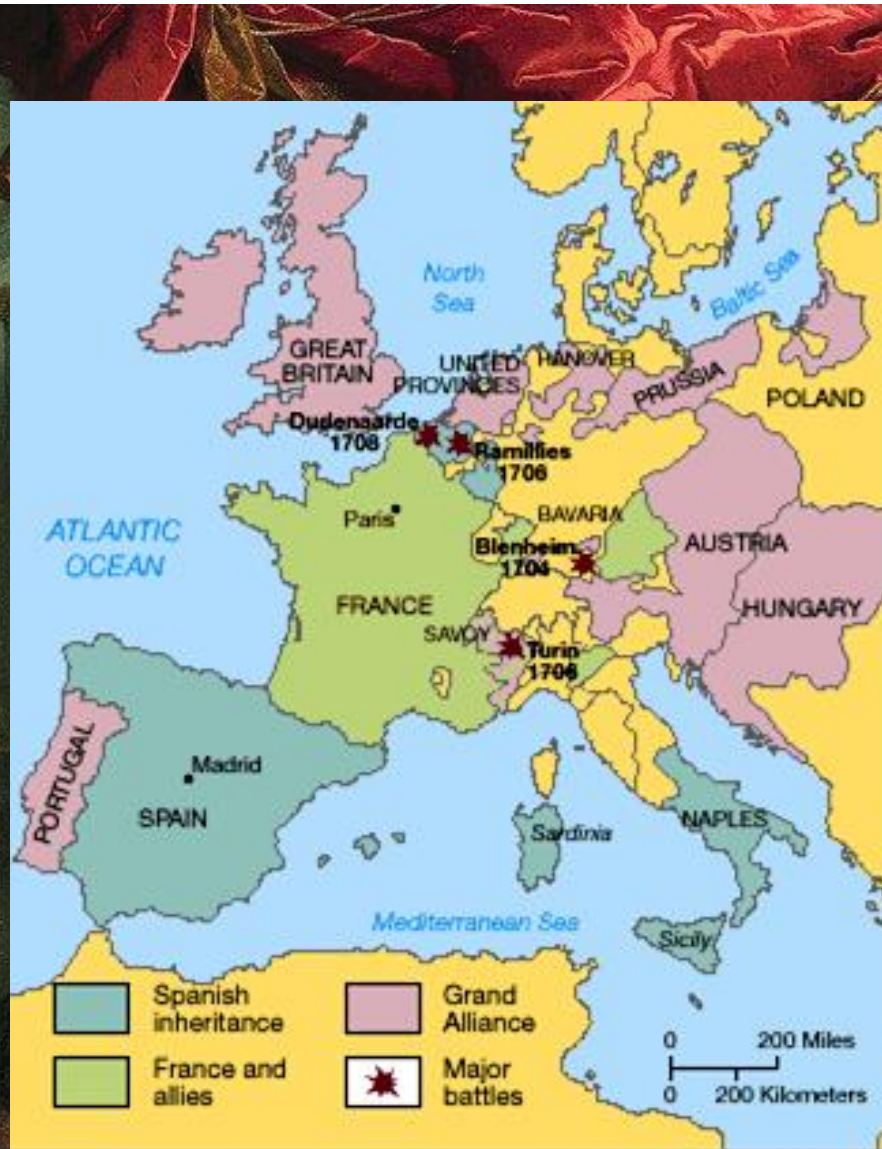 North
Sea
Baltic Sea
GREAT
BRITAIN
UNITED
PROVINCES
HANOVER
PRUSSIA
POLAND
Dudenaarde
1708
Ramillies
1706
ATLANTIC
OCEAN
Paris
BAVARIA
Blenheim
1704
AUSTRIA
FRANCE
HUNGARY
SAVOY
Turin
1706
PORTUGAL
Madrid
SPAIN
Sardinia
NAPLES
Mediterranean Sea
Sicily
Spanish
inheritance
Grand
Alliance
France and
allies
Major
battles
0 200 Miles
0 200 Kilometers